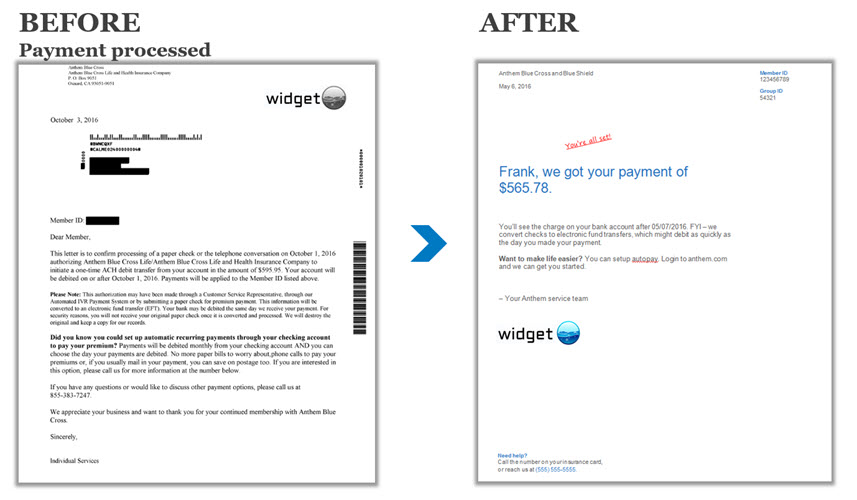 BEFORE
Payment processed
Anthem Blue Cross
Anthem Blue Cross Life and Health Insurance Company
P. O. Box 9051
Oxnard, CA 93031-9051
widget
October 3, 2016
Member ID:
Dear Member,
This letter is to confirm processing of a paper check or the telephone conversation on October 1, 2016
authorizing Anthem Blue Cross Life/Anthem Blue Cross Life and Health Insurance Company to
initiate a one-time ACH debit transfer from your account in the amount of $595.95. Your account will
be debited on or after October 1, 2016. Payments will be applied to the Member ID listed above.
Please Note: This authorization may have been made through a Customer Service Representative, through our
Automated IVR Payment System or by submitting a paper check for premium payment. This information will be
converted to an electronic fund transfer (EFT). Your bank may be debited the same day we receive your payment. For
security reasons, you will not receive your original paper check once it is converted and processed. We will destroy the
original and keep a copy for our records.
Did you know you could set up automatic recurring payments through your checking account
to pay your premium? Payments will be debited monthly from your checking account AND you can
choose the day your payments are debited. No more paper bills to worry about,phone calls to pay your
premiums or, if you usually mail in your payment, you can save on postage too. If you are interested in
this option, please call us for more information at the number below.
If you have any questions or would like to discuss other payment options, please call us at
855-383-7247.
We appreciate your business and want to thank you for your continued membership with Anthem Blue
Cross.
Sincerely,
Individual Services
AFTER
Anthem Blue Cross and Blue Shield
May 6, 2016
Member ID
123456789
Group ID
54321
You're all set!
Frank, we got your payment of
$565.78.
You'll see the charge on your bank account after 05/07/2016. FYI – we
convert checks to electronic fund transfers, which might debit as quickly as
the day you made your payment.
Want to make life easier? You can setup autopay. Login to anthem.com
and we can get you started.
– Your Anthem service team
widget
Need help?
Call the number on your insurance card,
or reach us at (555) 555-5555.